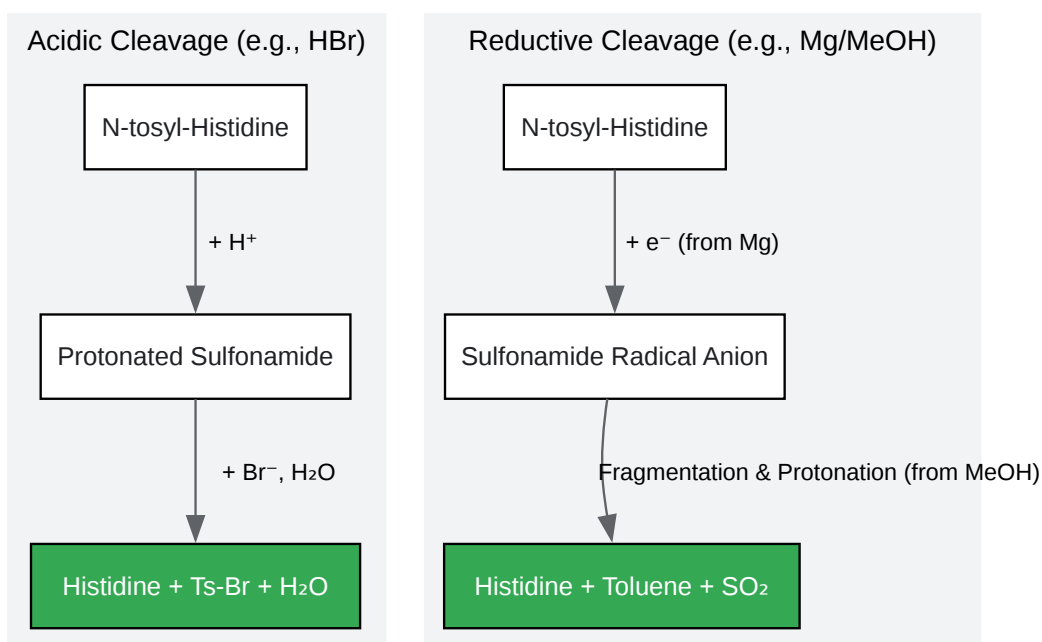 Acidic Cleavage (e.g., HBr)
N-tosyl-Histidine
+ H⁺
Protonated Sulfonamide
+ Br⁻, H₂O
Histidine + Ts-Br + H₂O
Reductive Cleavage (e.g., Mg/MeOH)
N-tosyl-Histidine
+ e⁻ (from Mg)
Sulfonamide Radical Anion
Fragmentation & Protonation (from MeOH)
Histidine + Toluene + SO₂